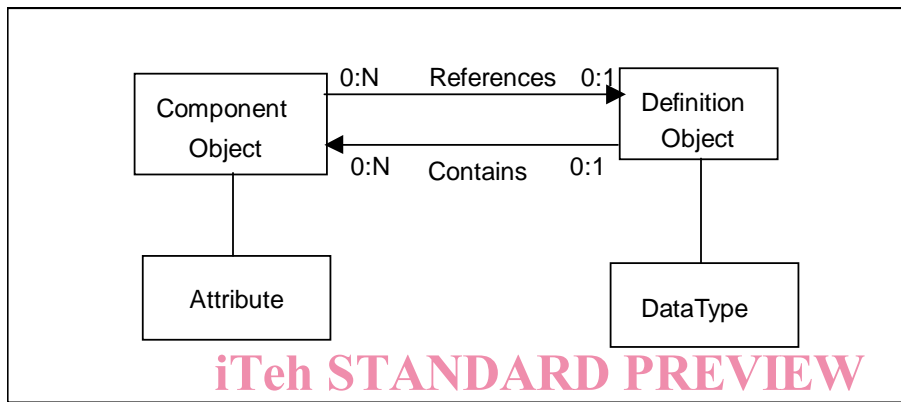 0:N References 0:1
Component
Object
Definition
Object
0:N Contains 0:1
Attribute
DataType
iTeh STANDARD PREVIEW